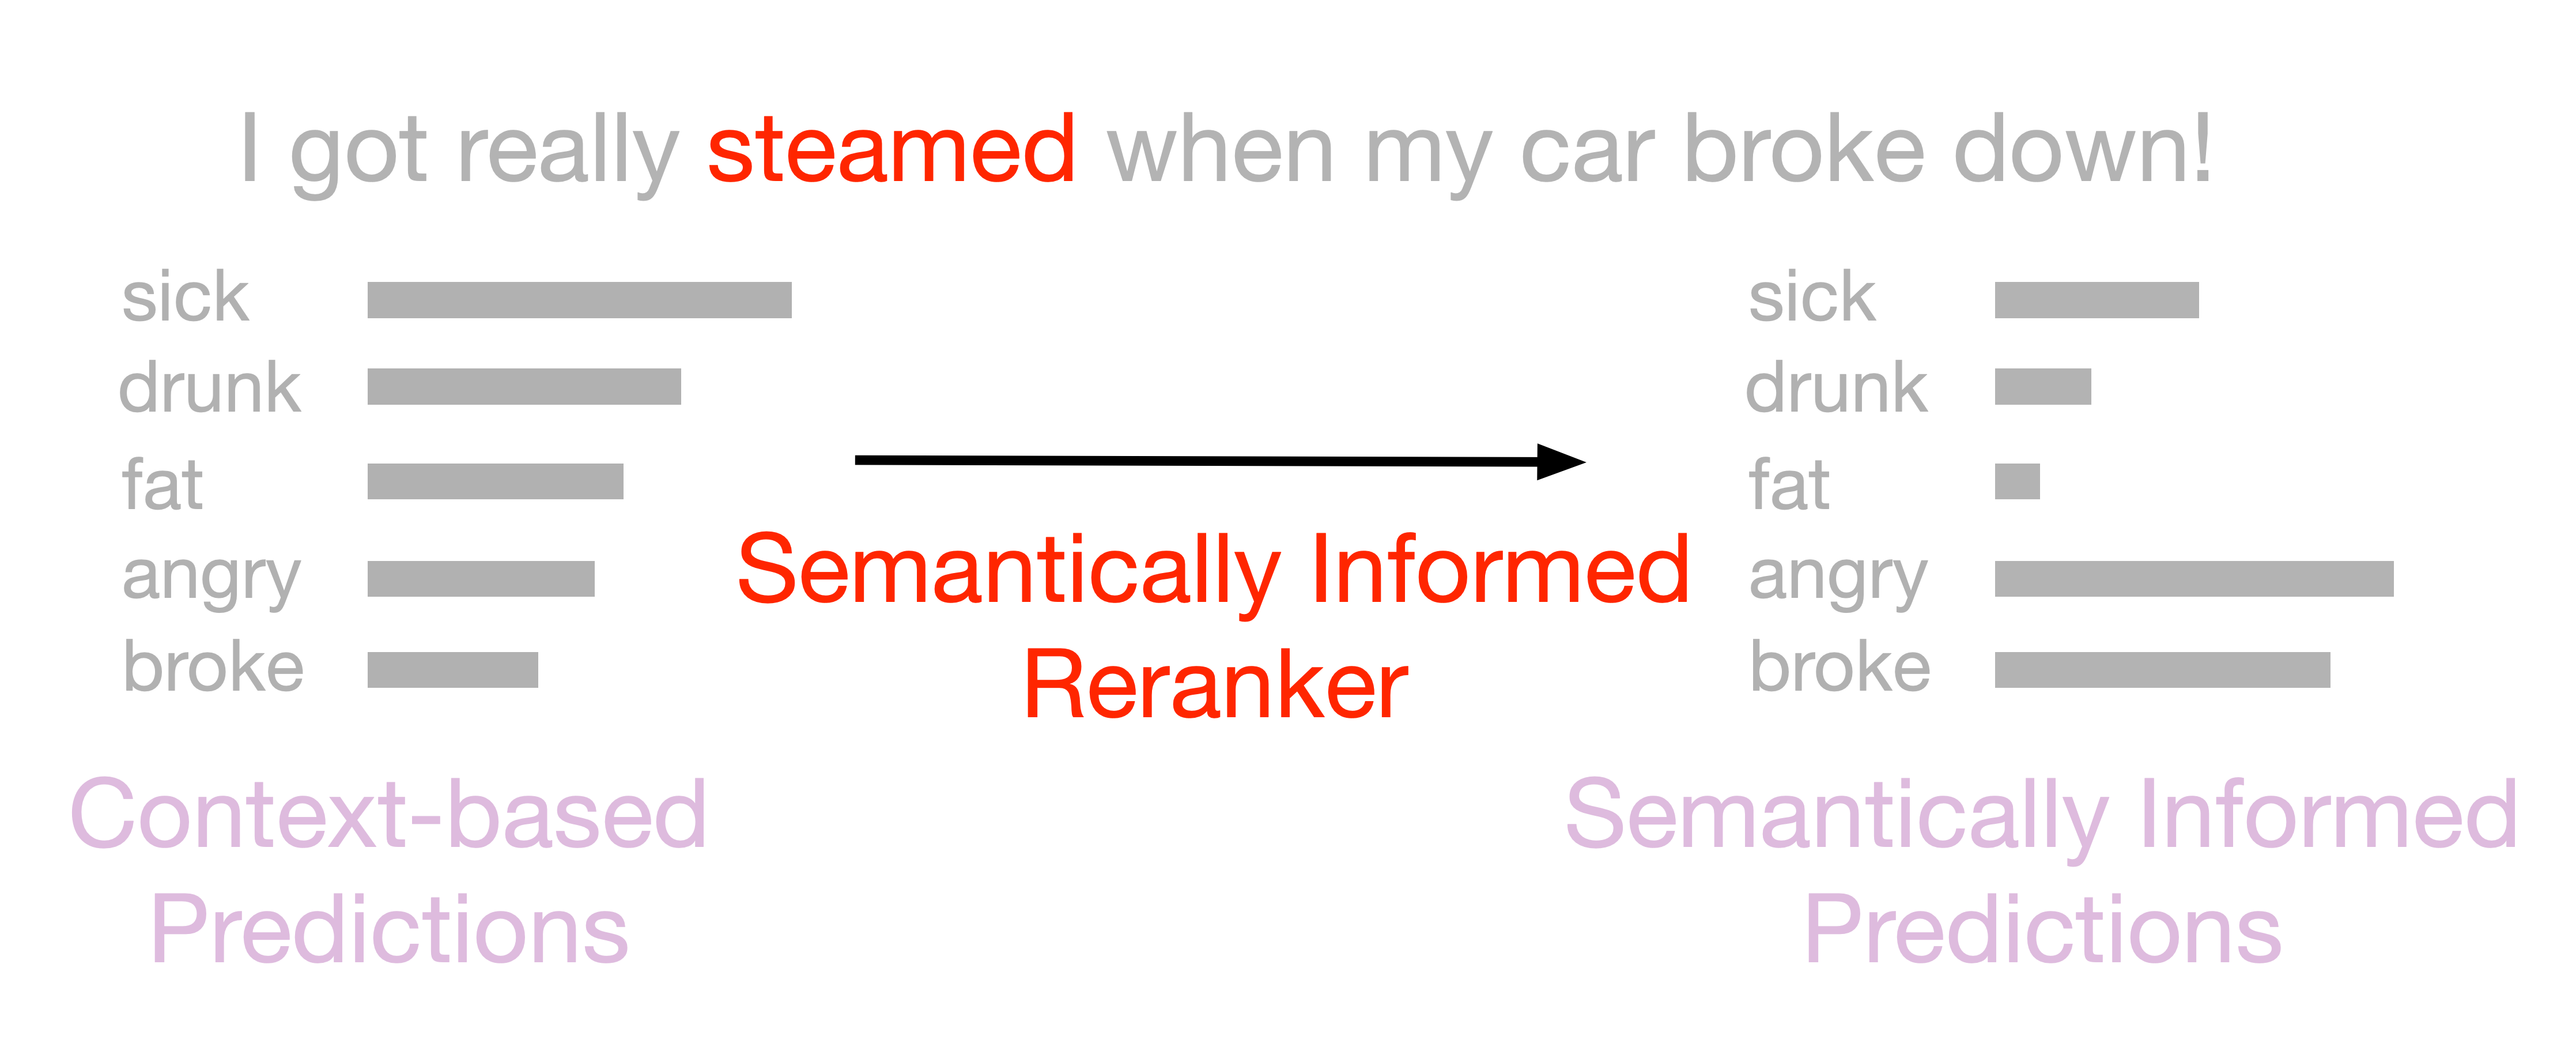 I got really steamed when my car broke down!
sick
drunk
fat
angry
broke
Semantically Informed
Reranker
sick
drunk
fat
angry
broke
Context-based
Predictions
Semantically Informed
Predictions